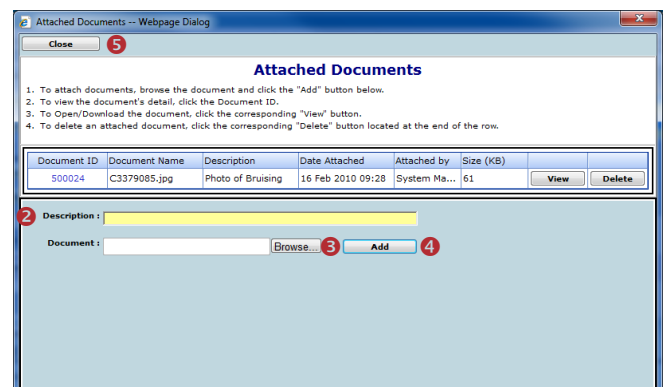 Attached Documents -- Webpage Dialog
x
Close 5
Attached Documents
1. To attach documents, browse the document and click the "Add" button below.
2. To view the document's detail, click the Document ID.
3. To Open/Download the document, click the corresponding "View" button.
4. To delete an attached document, click the corresponding "Delete" button located at the end of the row.
Document ID Document Name Description Date Attached Attached by Size (KB)
500024 C3379085.jpg Photo of Bruising 16 Feb 2010 09:28 System Ma... 61 View Delete
2 Description :
Document : Browse... 3 Add 4